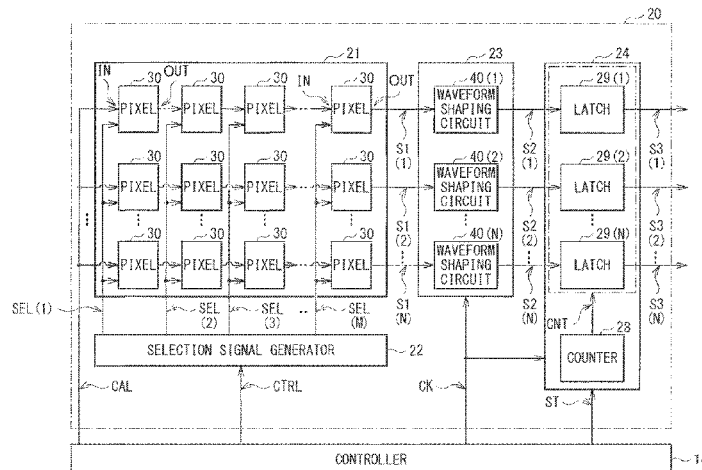 20
21 23 24
IN 30 OUT 30 30 IN 30 OUT 40(1) 29(1)
PIXEL PIXEL PIXEL PIXEL WAVEFORM SHAPING CIRCUIT LATCH
S1 (1) S2 (1) S3 (1)
30 30 30 30 40(2) 29(2)
PIXEL PIXEL PIXEL PIXEL WAVEFORM SHAPING CIRCUIT LATCH
S1 (2) S2 (2) S3 (2)
30 30 30 30 40(N) 29(N)
PIXEL PIXEL PIXEL PIXEL WAVEFORM SHAPING CIRCUIT LATCH
S1 (N) S2 (N) S3 (N)
SEL(1) SEL (2) SEL (3) SEL (M)
CNT 28
SELECTION SIGNAL GENERATOR 22 COUNTER
CAL CTRL CK ST
CONTROLLER